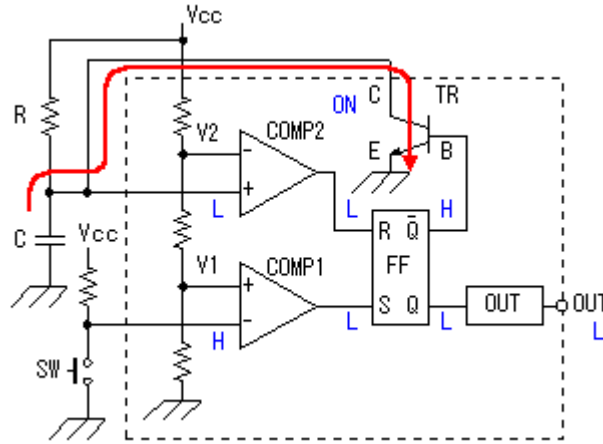 Vcc
C TR
ON
R
V2 COMP2
E B
L L H
R Q̅
C Vcc
FF
V1 COMP1
S Q OUT OUT
H L L L
SW